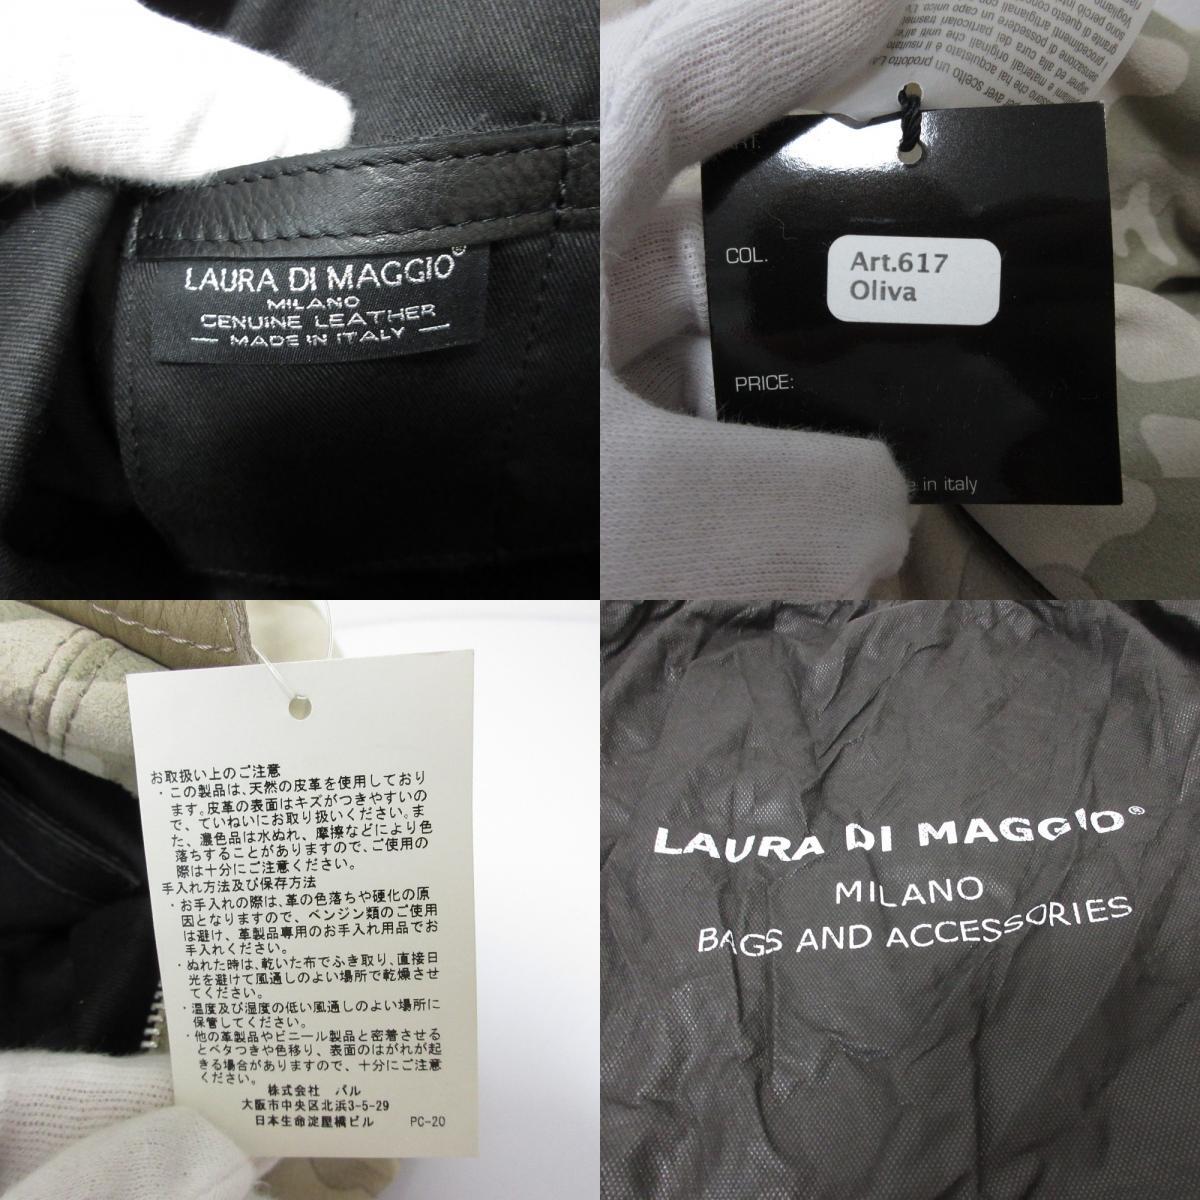 LAURA DI MAGGIO®
MILANO
GENUINE LEATHER
— MADE IN ITALY —
COL.
Art.617
Oliva
PRICE:
in italy
お取扱い上のご注意
・この製品は、天然の皮革を使用しており
ます。皮革の表面はキズがつきやすいの
で、ていねいにお取り扱いください。ま
た、濃色品は水ぬれ、摩擦などにより色
落ちすることがありますので、ご使用の
際は十分にご注意ください。
手入れ方法及び保存方法
・お手入れの際は、革の色落ちや硬化の原
因となりますので、ベンジン類のご使用
は避け、革製品専用のお手入れ用品でお
手入れください。
・ぬれた時は、乾いた布でふき取り、直接日
光を避けて風通しのよい場所で乾燥させ
てください。
・温度及び湿度の低い風通しのよい場所に
保管してください。
・他の革製品やビニール製品と密着させる
とベタつきや色移り、表面のはがれが起
きる場合がありますので、十分にご注意
ください。
株式会社 パル
大阪市中央区北浜3-5-29
日本生命淀屋橋ビル PC-20
LAURA DI MAGGIO®
MILANO
BAGS AND ACCESSORIES